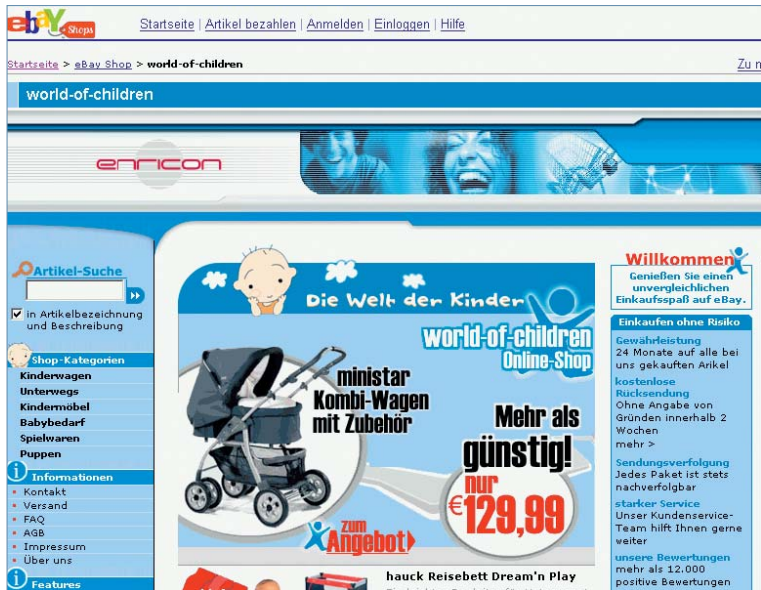 ebaY Shops
Startseite | Artikel bezahlen | Anmelden | Einloggen | Hilfe
Startseite > eBay Shop > world-of-children
Zu
world-of-children
enricon
Artikel-Suche
in Artikelbezeichnung
und Beschreibung
Shop-Kategorien
Kinderwagen
Unterwegs
Kindermöbel
Babybedarf
Spielwaren
Puppen
Informationen
Kontakt
Versand
FAQ
AGB
Impressum
Über uns
Features
Die Welt der Kinder
world-of-children
Online-Shop
ministar
Kombi-Wagen
mit Zubehör
Mehr als
günstig!
nur
€129,99
zum
Angebot
hauck Reisebett Dream'n Play
Willkommen
Genießen Sie einen
unvergleichlichen
Einkaufsspaß auf eBay.
Einkaufen ohne Risiko
Gewährleistung
24 Monate auf alle bei
uns gekauften Arikel
kostenlose
Rücksendung
Ohne Angabe von
Gründen innerhalb 2
Wochen
mehr >
Sendungsverfolgung
Jedes Paket ist stets
nachverfolgbar
starker Service
Unser Kundenservice-
Team hilft Ihnen gerne
weiter
unsere Bewertungen
mehr als 12.000
positive Bewertungen